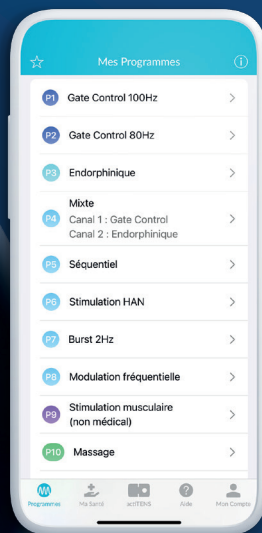 Mes Programmes
P1 Gate Control 100Hz
P2 Gate Control 80Hz
P3 Endorphinique
P4 Mixte
Canal 1 : Gate Control
Canal 2 : Endorphinique
P5 Séquentiel
P6 Stimulation HAN
P7 Burst 2Hz
P8 Modulation fréquentielle
P9 Stimulation musculaire
(non médical)
P10 Massage
Programmes Ma Santé actiTENS Aide Mon Compte